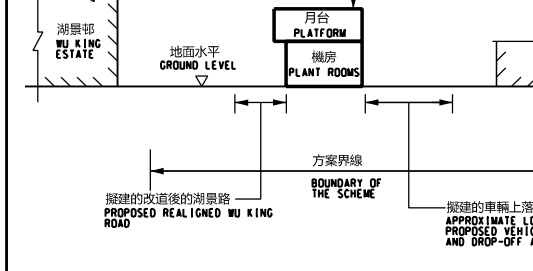 湖景邨
WU KING
ESTATE
地面水平
GROUND LEVEL
月台
PLATFORM
機房
PLANT ROOMS
方案界線
BOUNDARY OF
THE SCHEME
擬建的改道後的湖景路
PROPOSED REALIGNED WU KING
ROAD
擬建的車輛上落
APPROXIMATE
PROPOSED
AND DROP-OFF